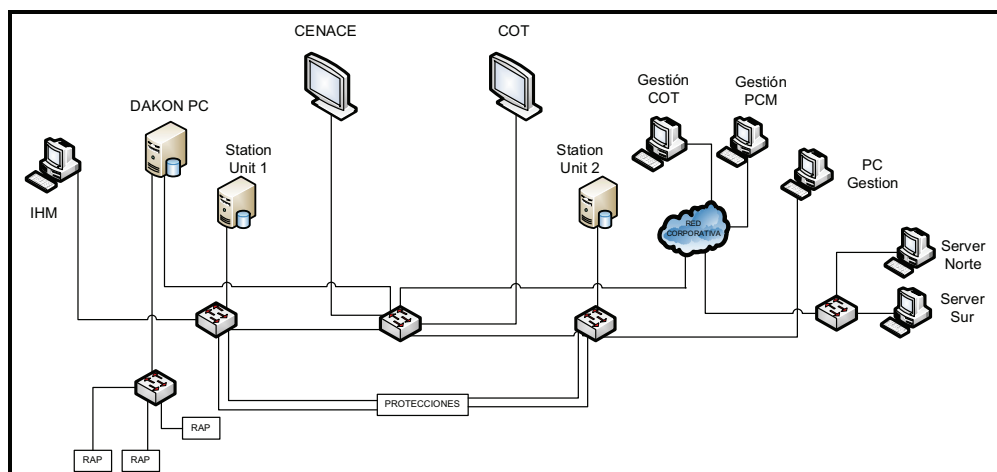 CENACE
COT
DAKON PC
Gestión
COT
Gestión
PCM
IHM
Station
Unit 1
Station
Unit 2
PC
Gestion
RED
CORPORATIVA
Server
Norte
Server
Sur
PROTECCIONES
RAP
RAP
RAP